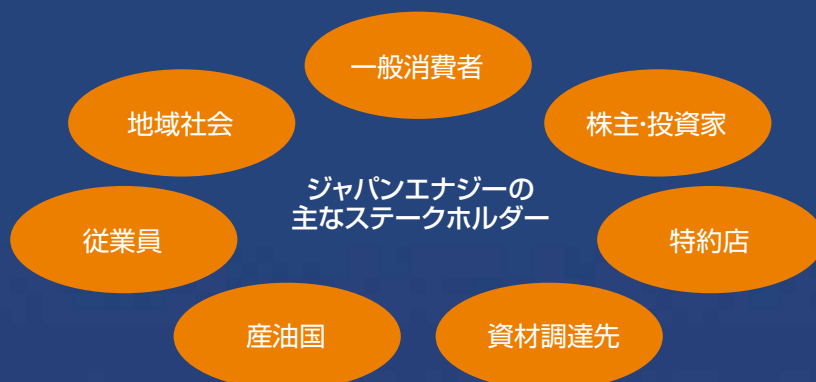 一般消費者
地域社会
株主・投資家
ジャパンエナジーの
主なステークホルダー
従業員
特約店
産油国
資材調達先